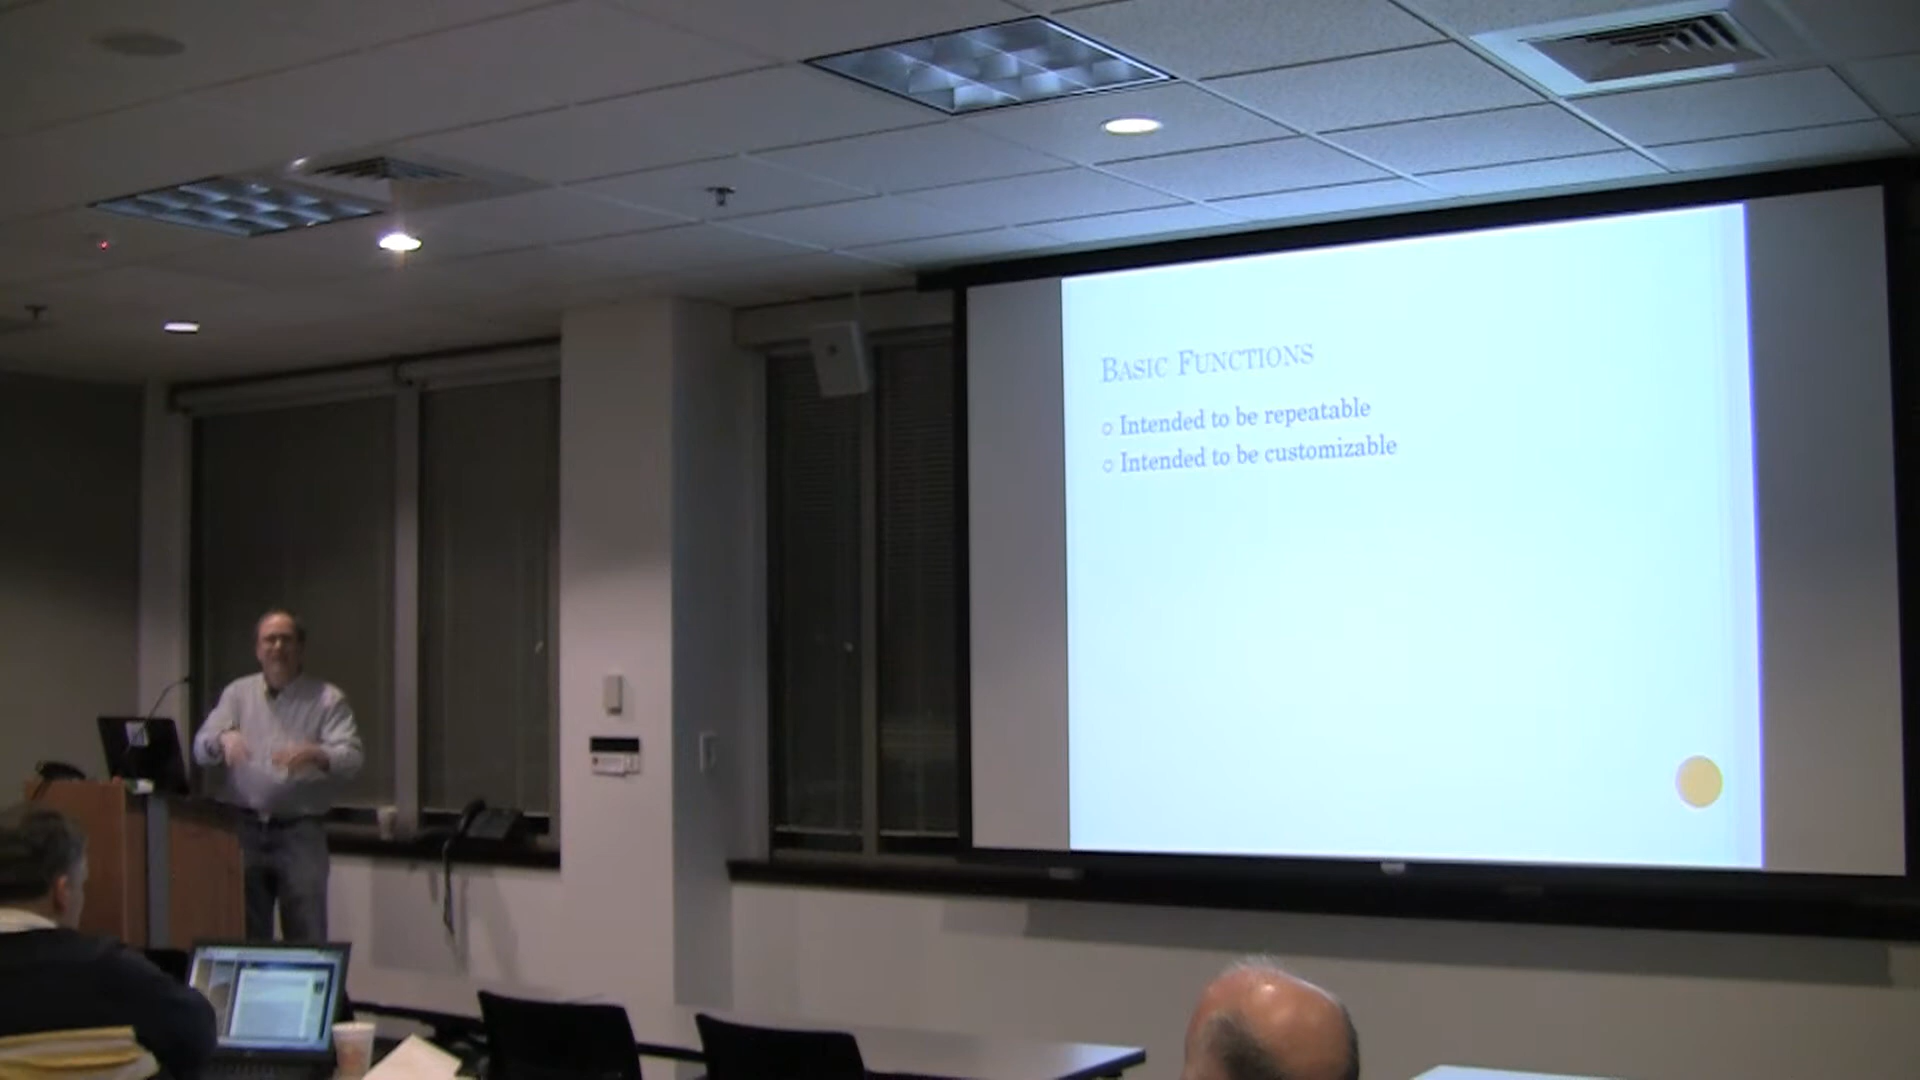 BASIC FUNCTIONS
Intended to be repeatable
Intended to be customizable